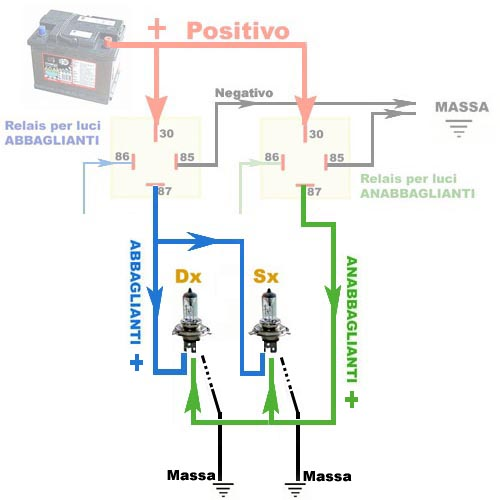 + Positivo
Negativo
MASSA
Relais per luci
ABBAGLIANTI
30
86
85
87
30
86
85
87
Relais per luci
ANABBAGLIANTI
ABBAGLIANTI +
Dx
Sx
ANABBAGLIANTI +
Massa
Massa